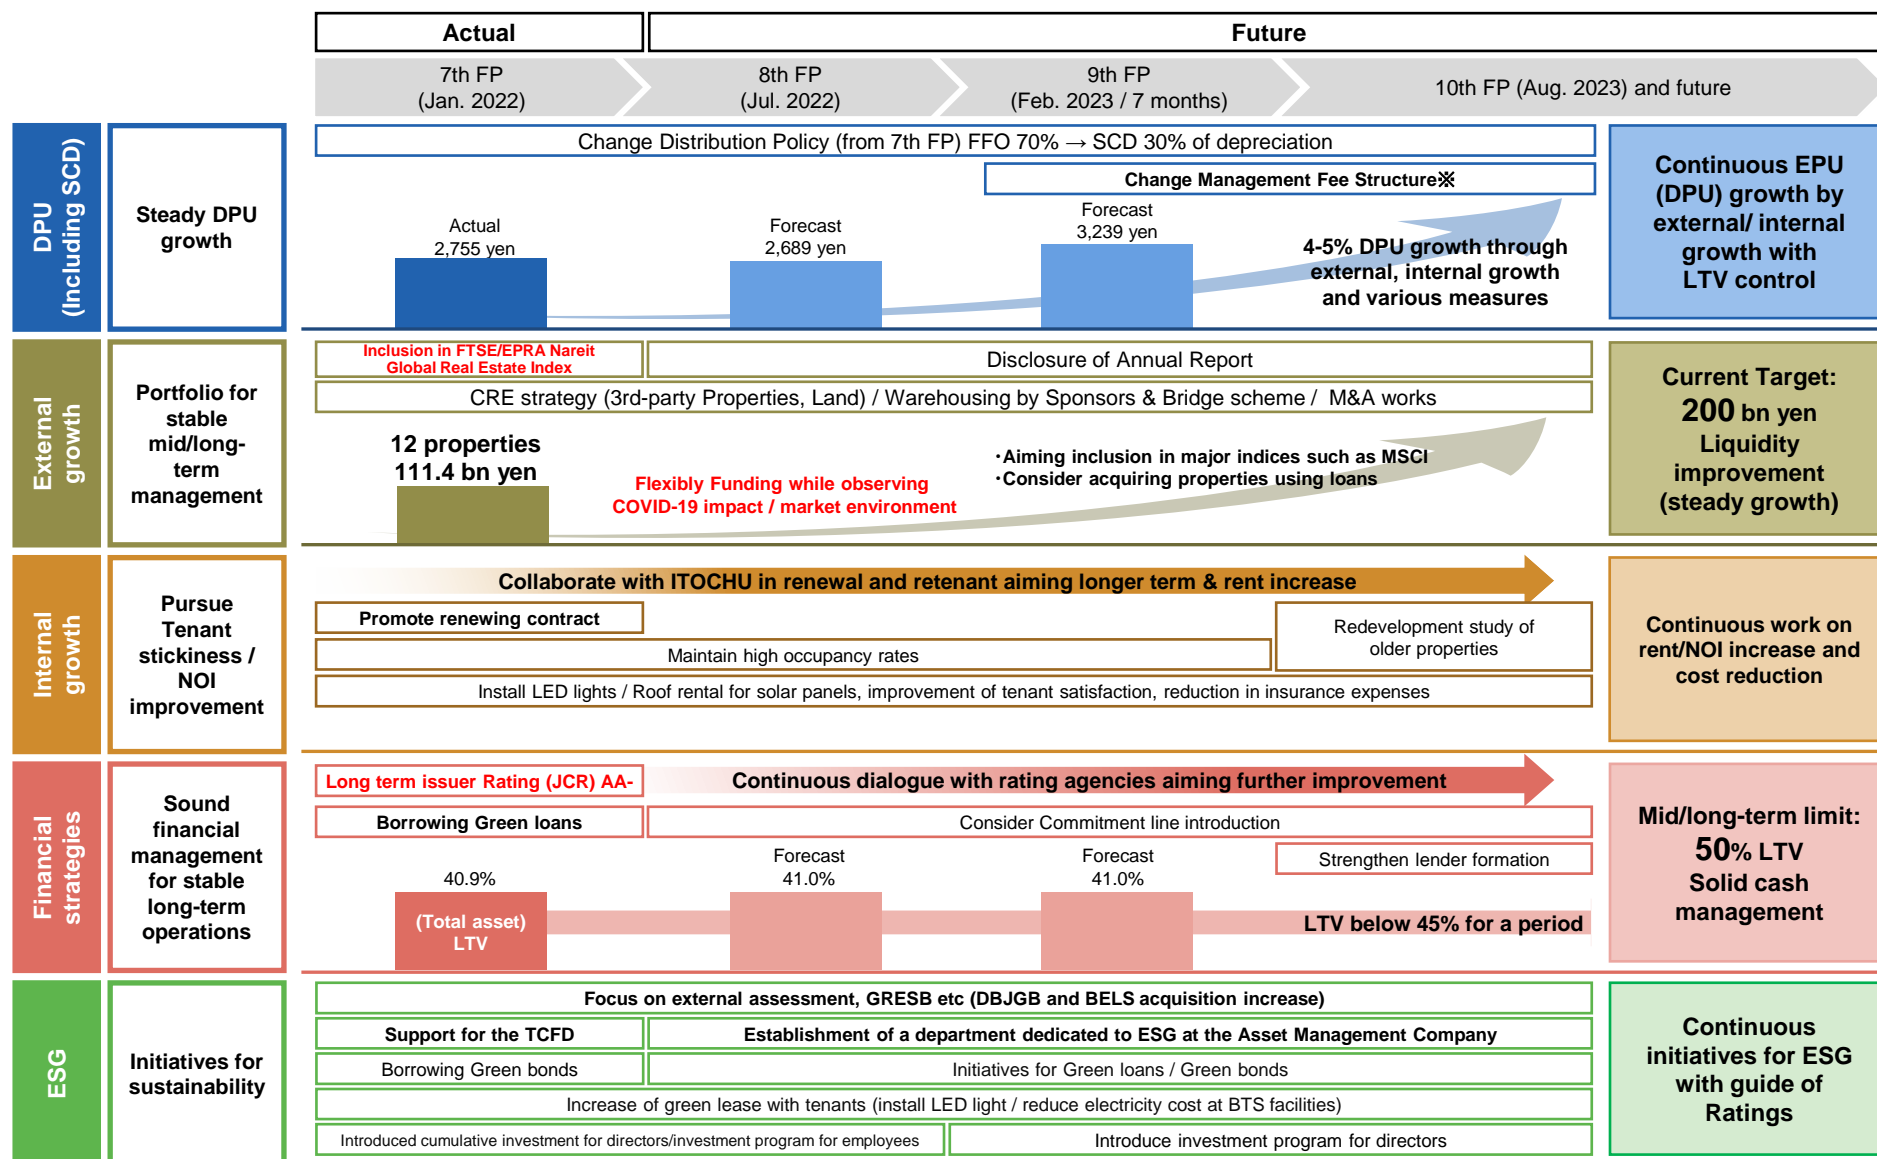 Actual
Future
7th FP
(Jan. 2022)
8th FP
(Jul. 2022)
9th FP
(Feb. 2023 / 7 months)
10th FP (Aug. 2023) and future
DPU
(Including SCD)
Steady DPU
growth
Change Distribution Policy (from 7th FP) FFO 70% → SCD 30% of depreciation
Change Management Fee Structure※
Actual
2,755 yen
Forecast
2,689 yen
Forecast
3,239 yen
4-5% DPU growth through
external, internal growth
and various measures
Continuous EPU
(DPU) growth by
external/ internal
growth with
LTV control
External
growth
Portfolio for
stable
mid/long-
term
management
Inclusion in FTSE/EPRA Nareit
Global Real Estate Index
Disclosure of Annual Report
CRE strategy (3rd-party Properties, Land) / Warehousing by Sponsors & Bridge scheme / M&A works
12 properties
111.4 bn yen
Flexibly Funding while observing
COVID-19 impact / market environment
・Aiming inclusion in major indices such as MSCI
・Consider acquiring properties using loans
Current Target:
200 bn yen
Liquidity
improvement
(steady growth)
Internal
growth
Pursue
Tenant
stickiness /
NOI
improvement
Collaborate with ITOCHU in renewal and retenant aiming longer term & rent increase
Promote renewing contract
Maintain high occupancy rates
Redevelopment study of
older properties
Install LED lights / Roof rental for solar panels, improvement of tenant satisfaction, reduction in insurance expenses
Continuous work on
rent/NOI increase and
cost reduction
Financial
strategies
Sound
financial
management
for stable
long-term
operations
Long term issuer Rating (JCR) AA-
Continuous dialogue with rating agencies aiming further improvement
Borrowing Green loans
Consider Commitment line introduction
Strengthen lender formation
40.9%
(Total asset)
LTV
Forecast
41.0%
Forecast
41.0%
LTV below 45% for a period
Mid/long-term limit:
50% LTV
Solid cash
management
ESG
Initiatives for
sustainability
Focus on external assessment, GRESB etc (DBJGB and BELS acquisition increase)
Support for the TCFD
Establishment of a department dedicated to ESG at the Asset Management Company
Borrowing Green bonds
Initiatives for Green loans / Green bonds
Increase of green lease with tenants (install LED light / reduce electricity cost at BTS facilities)
Introduced cumulative investment for directors/investment program for employees
Introduce investment program for directors
Continuous
initiatives for ESG
with guide of
Ratings